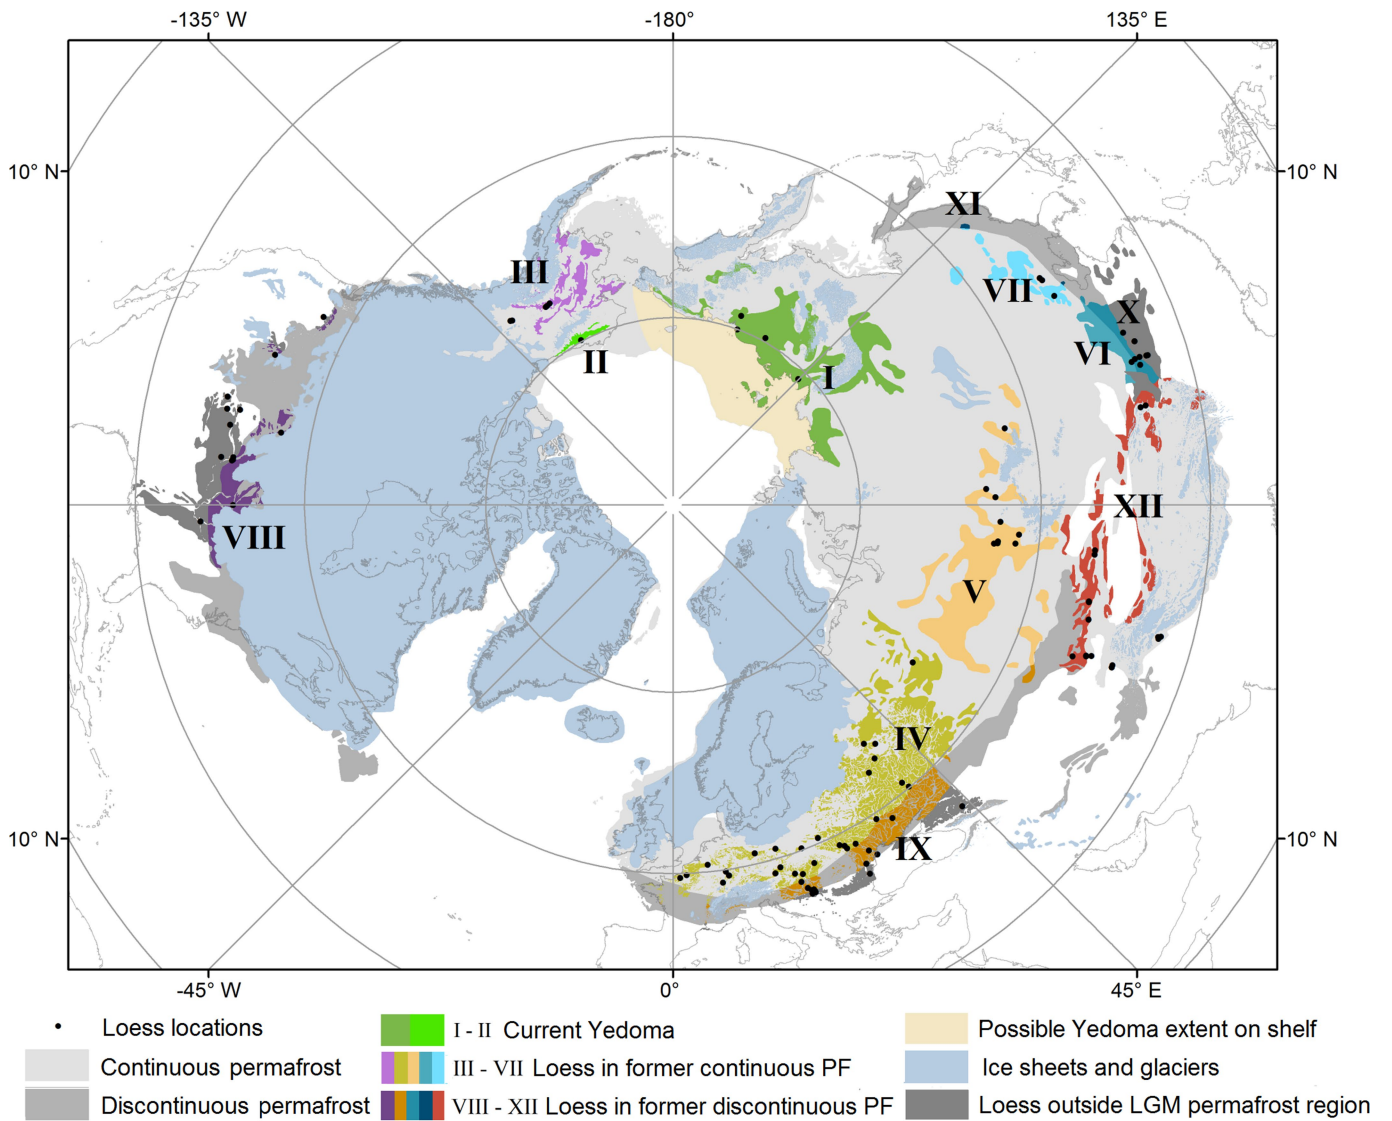 -135° W
-180°
135° E
10° N
10° N
XI
III
VII
X
II
VI
I
XII
VIII
V
IV
10° N
IX
10° N
-45° W
0°
45° E
Loess locations
I - II Current Yedoma
Possible Yedoma extent on shelf
Continuous permafrost
III - VII Loess in former continuous PF
Ice sheets and glaciers
Discontinuous permafrost
VIII - XII Loess in former discontinuous PF
Loess outside LGM permafrost region